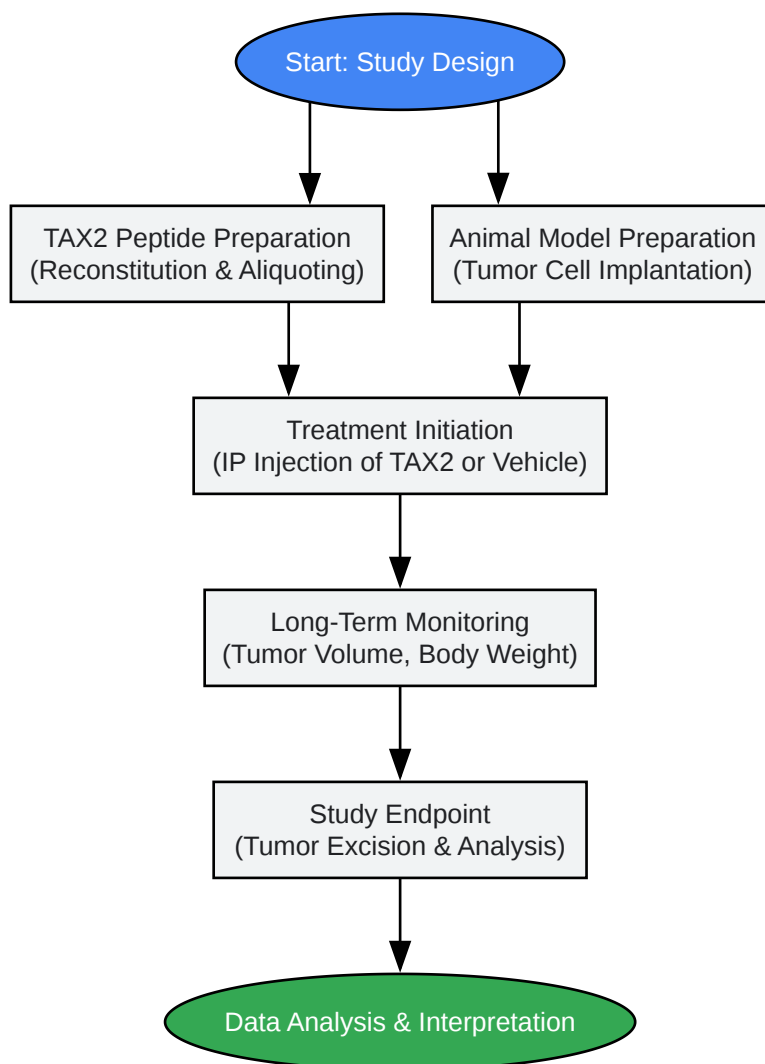 Start: Study Design
TAX2 Peptide Preparation
(Reconstitution & Aliquoting)
Animal Model Preparation
(Tumor Cell Implantation)
Treatment Initiation
(IP Injection of TAX2 or Vehicle)
Long-Term Monitoring
(Tumor Volume, Body Weight)
Study Endpoint
(Tumor Excision & Analysis)
Data Analysis & Interpretation